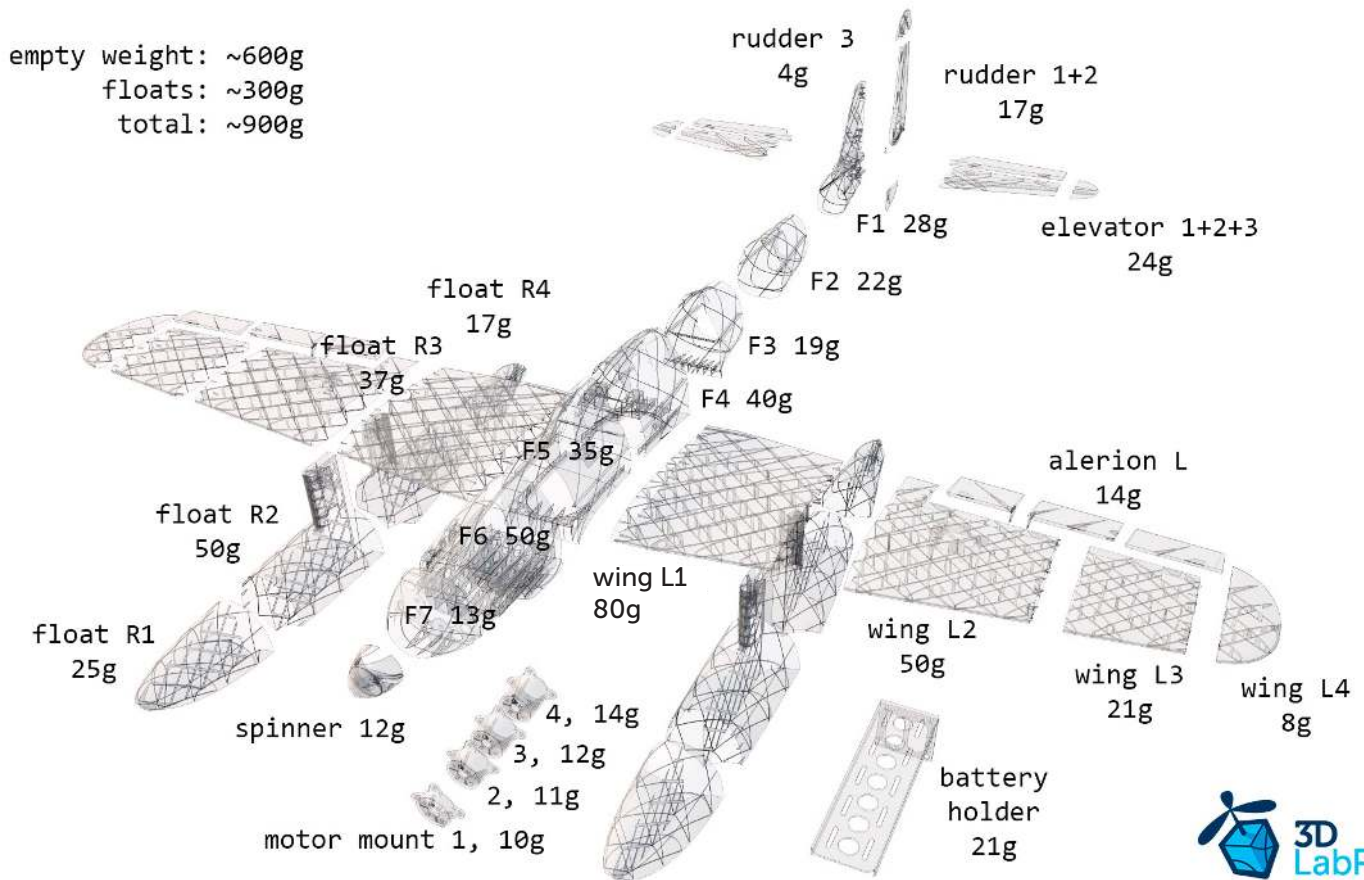 empty weight: ~600g
floats: ~300g
total: ~900g
rudder 3
4g
rudder 1+2
17g
F1 28g
elevator 1+2+3
24g
F2 22g
float R4
17g
F3 19g
float R3
37g
F4 40g
F5 35g
alerion L
14g
float R2
50g
F6 50g
wing L1
80g
F7 13g
float R1
25g
wing L2
50g
wing L3
21g
wing L4
8g
spinner 12g
4, 14g
3, 12g
2, 11g
motor mount 1, 10g
battery
holder
21g
3D
LabP